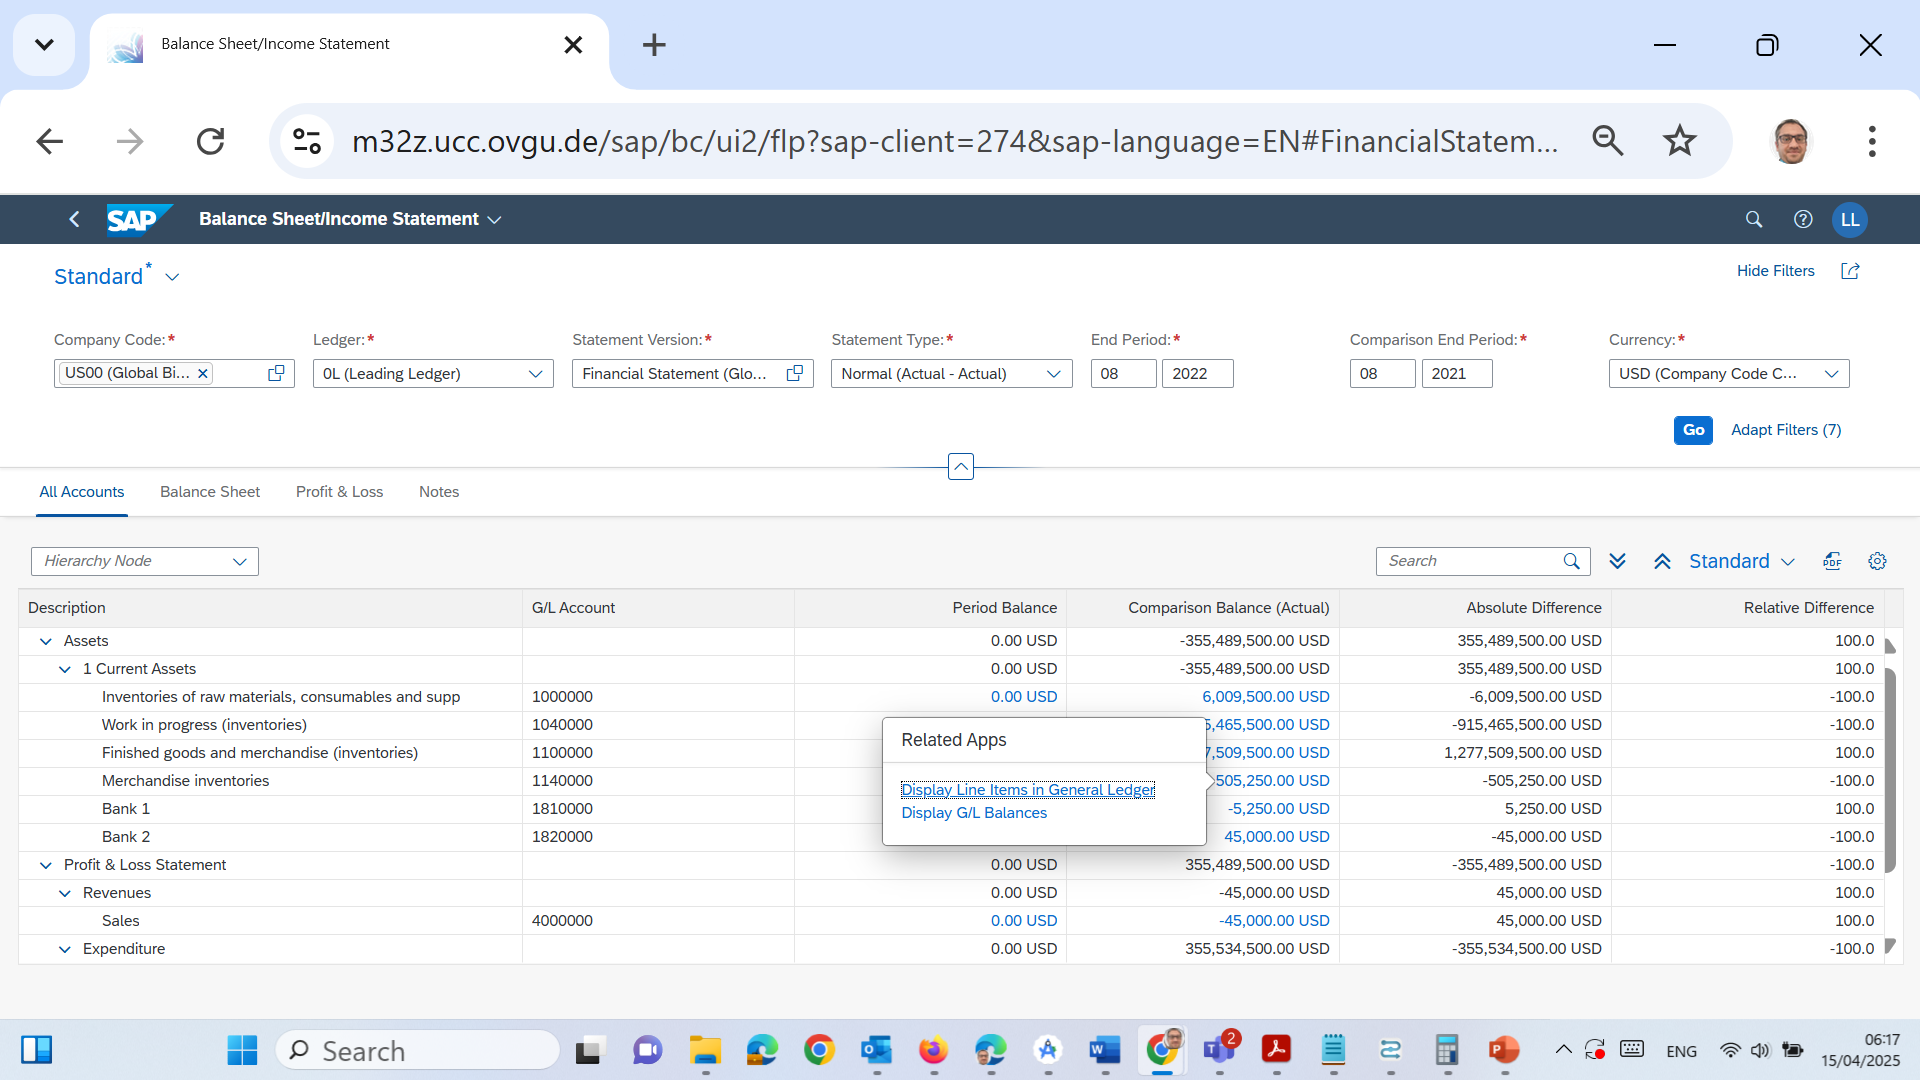 Balance Sheet/Income Statement
m32z.ucc.ovgu.de/sap/bc/ui2/flp?sap-client=274&sap-language=EN#FinancialStatem...
SAP Balance Sheet/Income Statement LL
Standard*
Hide Filters
Company Code:* Ledger:* Statement Version:* Statement Type:* End Period:* Comparison End Period:* Currency:*
US00 (Global Bi... 0L (Leading Ledger) Financial Statement (Glo... Normal (Actual - Actual) 08 2022 08 2021 USD (Company Code C...
Go Adapt Filters (7)
All Accounts Balance Sheet Profit & Loss Notes
Hierarchy Node Search Standard PDF
Description G/L Account Period Balance Comparison Balance (Actual) Absolute Difference Relative Difference
Assets 0.00 USD -355,489,500.00 USD 355,489,500.00 USD 100.0
1 Current Assets 0.00 USD -355,489,500.00 USD 355,489,500.00 USD 100.0
Inventories of raw materials, consumables and supp 1000000 0.00 USD 6,009,500.00 USD -6,009,500.00 USD -100.0
Work in progress (inventories) 1040000 5,465,500.00 USD -915,465,500.00 USD -100.0
Related Apps
Finished goods and merchandise (inventories) 1100000 7,509,500.00 USD 1,277,509,500.00 USD 100.0
Merchandise inventories 1140000 505,250.00 USD -505,250.00 USD -100.0
Display Line Items in General Ledger
Bank 1 1810000 -5,250.00 USD 5,250.00 USD 100.0
Display G/L Balances
Bank 2 1820000 45,000.00 USD -45,000.00 USD -100.0
Profit & Loss Statement 0.00 USD 355,489,500.00 USD -355,489,500.00 USD -100.0
Revenues 0.00 USD -45,000.00 USD 45,000.00 USD 100.0
Sales 4000000 0.00 USD -45,000.00 USD 45,000.00 USD 100.0
Expenditure 0.00 USD 355,534,500.00 USD -355,534,500.00 USD -100.0
Search 2 ENG 06:17
15/04/2025